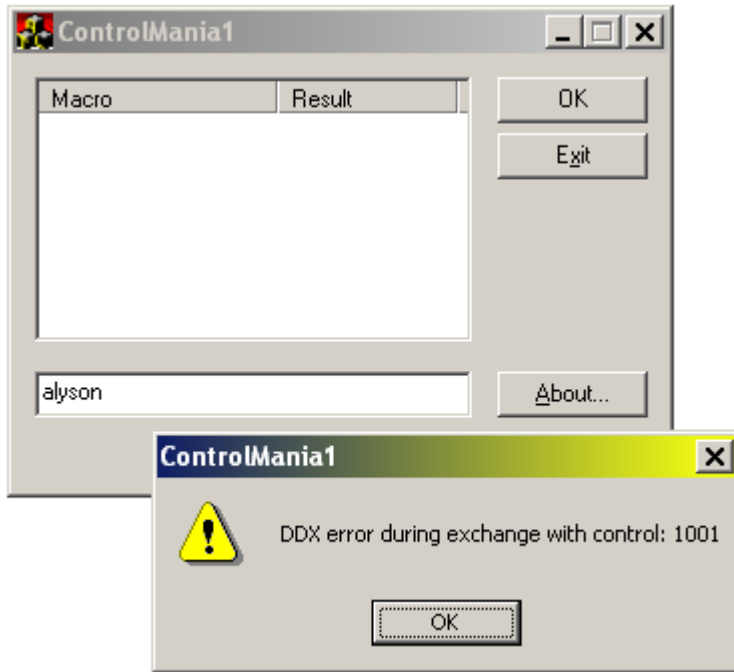 ControlMania1
Macro Result
OK
Exit
alyson
About...
ControlMania1
DDX error during exchange with control: 1001
OK